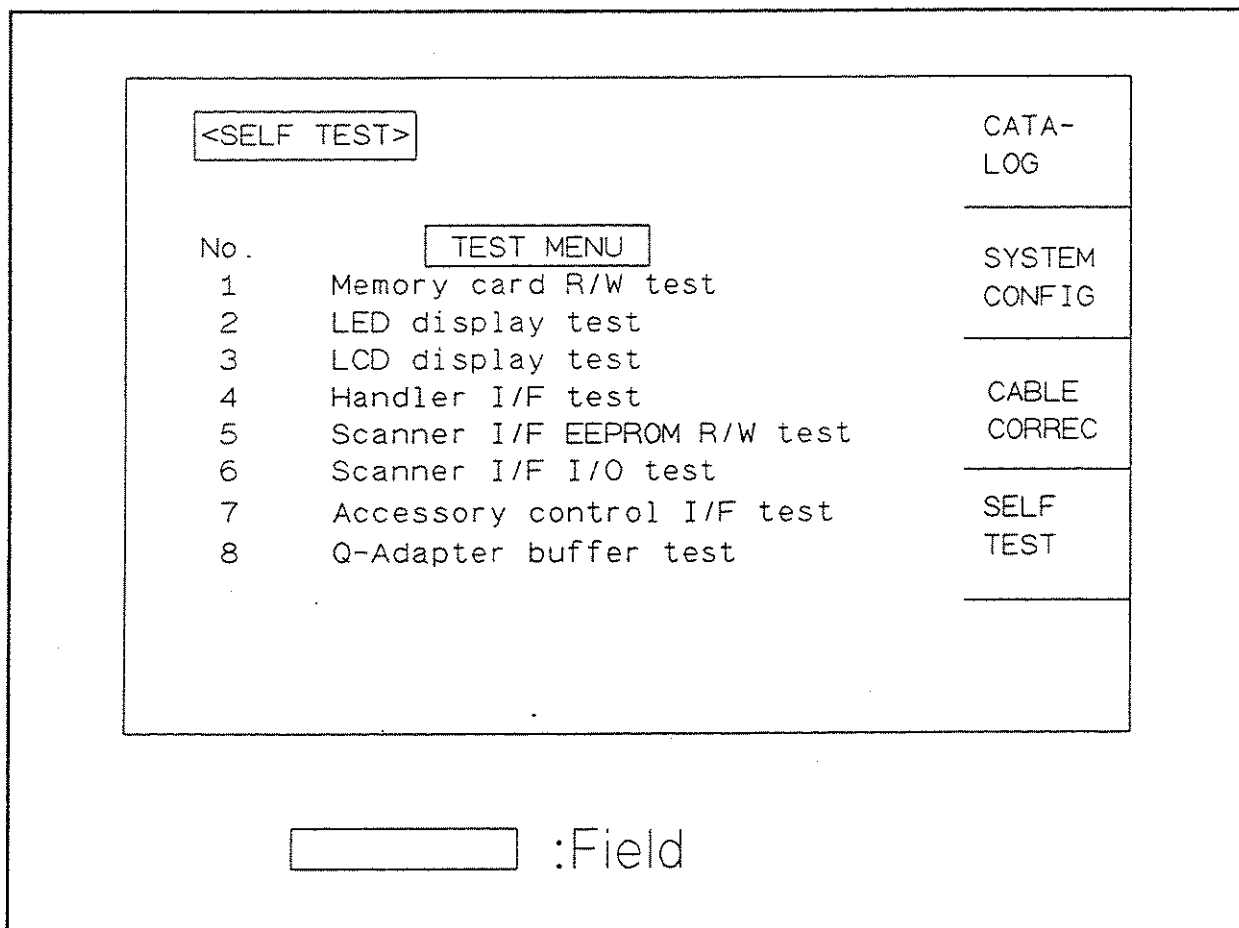 <SELF TEST>
No. TEST MENU
1 Memory card R/W test
2 LED display test
3 LCD display test
4 Handler I/F test
5 Scanner I/F EEPROM R/W test
6 Scanner I/F I/O test
7 Accessory control I/F test
8 Q-Adapter buffer test
CATA-
LOG
SYSTEM
CONFIG
CABLE
CORREC
SELF
TEST
:Field